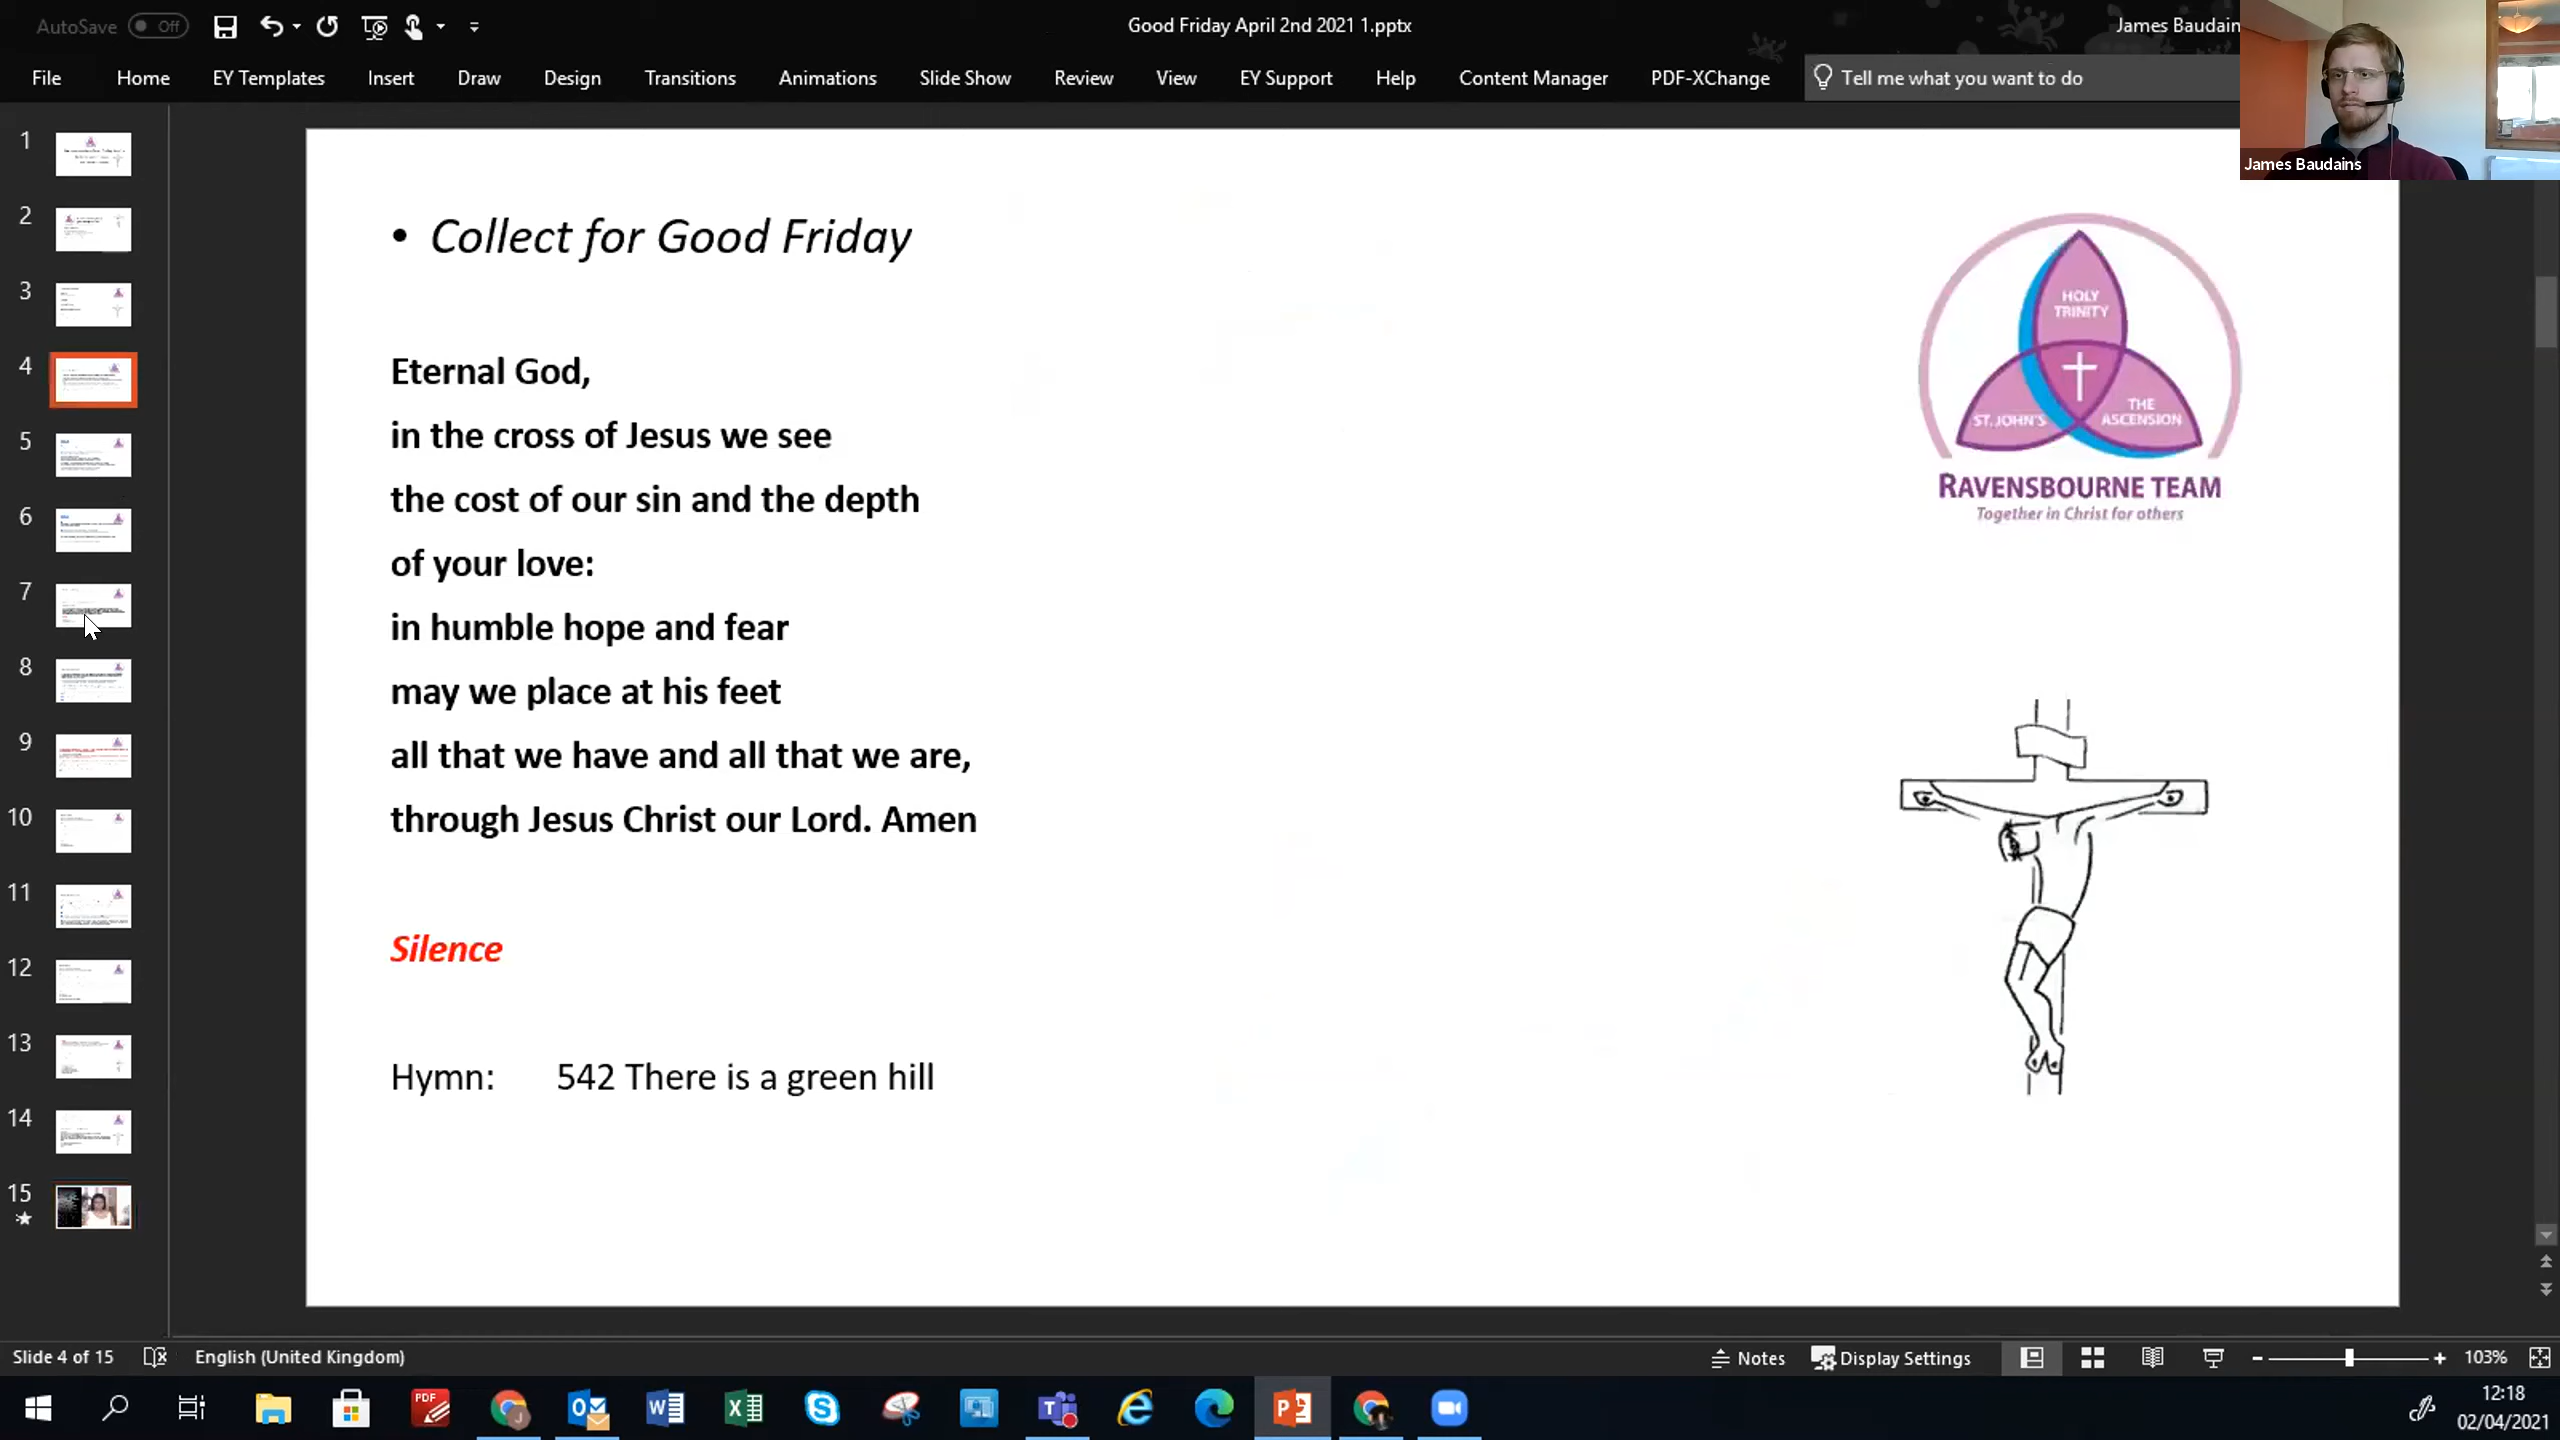 AutoSave Off
Good Friday April 2nd 2021 1.pptx
James Baudain
File Home EY Templates Insert Draw Design Transitions Animations Slide Show Review View EY Support Help Content Manager PDF-XChange Tell me what you want to do
James Baudains
1
2
3
4
5
6
7
8
9
10
11
12
13
14
15
• Collect for Good Friday
Eternal God,
in the cross of Jesus we see
the cost of our sin and the depth
of your love:
in humble hope and fear
may we place at his feet
all that we have and all that we are,
through Jesus Christ our Lord. Amen
Silence
Hymn: 542 There is a green hill
HOLY
TRINITY
ST. JOHN'S
THE
ASCENSION
RAVENSBOURNE TEAM
Together in Christ for others
Slide 4 of 15 English (United Kingdom) Notes Display Settings 103%
PDF
12:18
02/04/2021